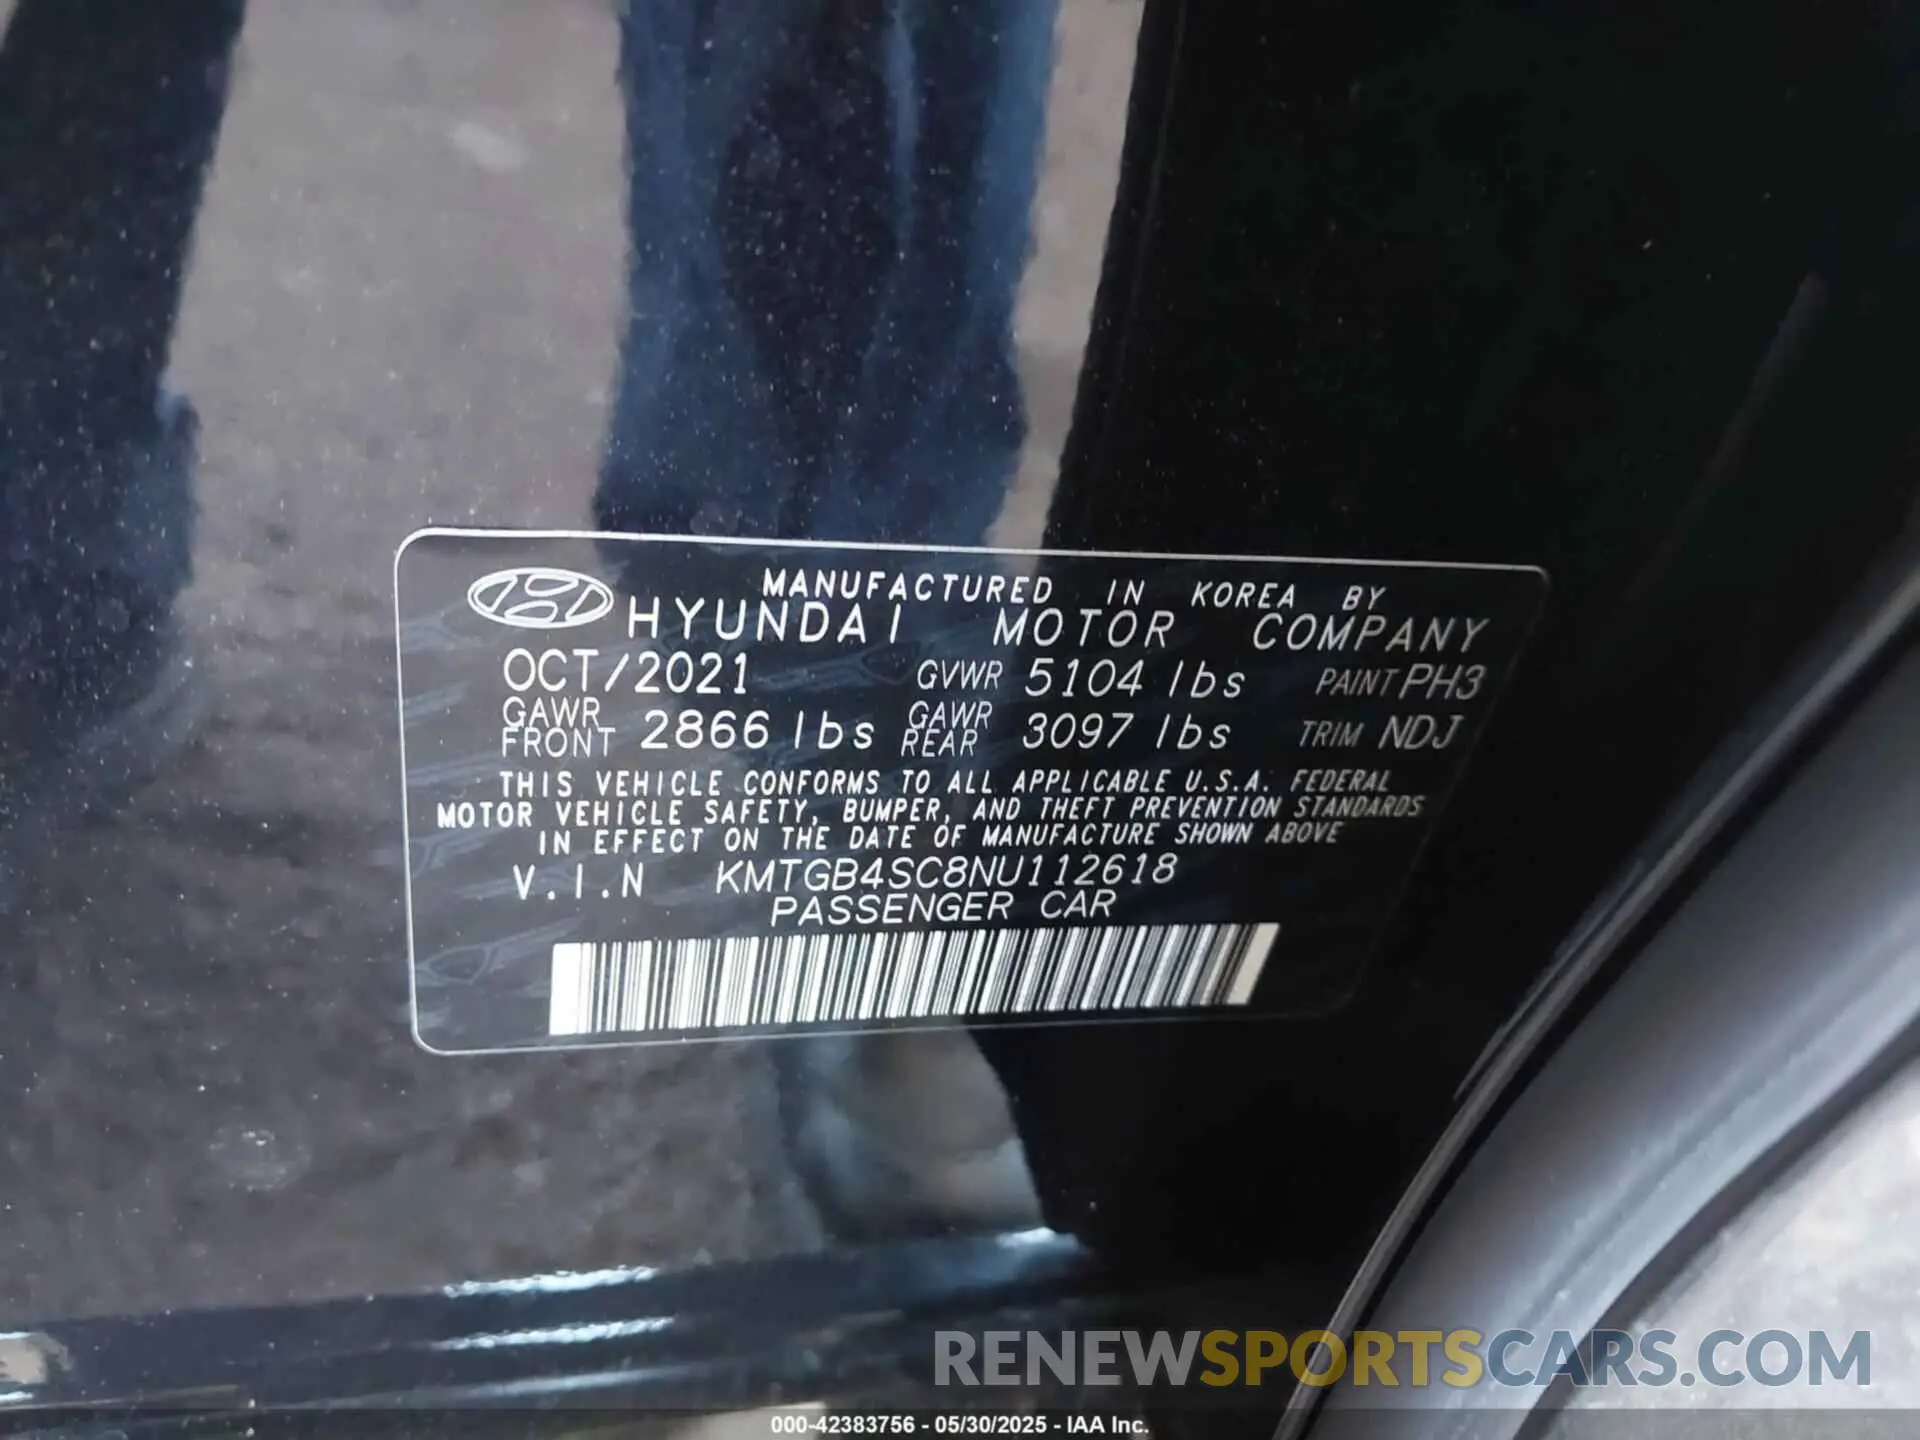 MANUFACTURED IN KOREA BY
HYUNDAI MOTOR COMPANY
OCT/2021 GVWR 5104 lbs PAINT PH3
GAWR FRONT 2866 lbs GAWR REAR 3097 lbs TRIM NDJ
THIS VEHICLE CONFORMS TO ALL APPLICABLE U.S.A. FEDERAL
MOTOR VEHICLE SAFETY, BUMPER, AND THEFT PREVENTION STANDARDS
IN EFFECT ON THE DATE OF MANUFACTURE SHOWN ABOVE
V.I.N KMTGB4SC8NU112618
PASSENGER CAR
RENEWSPORTSCARS.COM
000-42383756 - 05/30/2025 - IAA Inc.